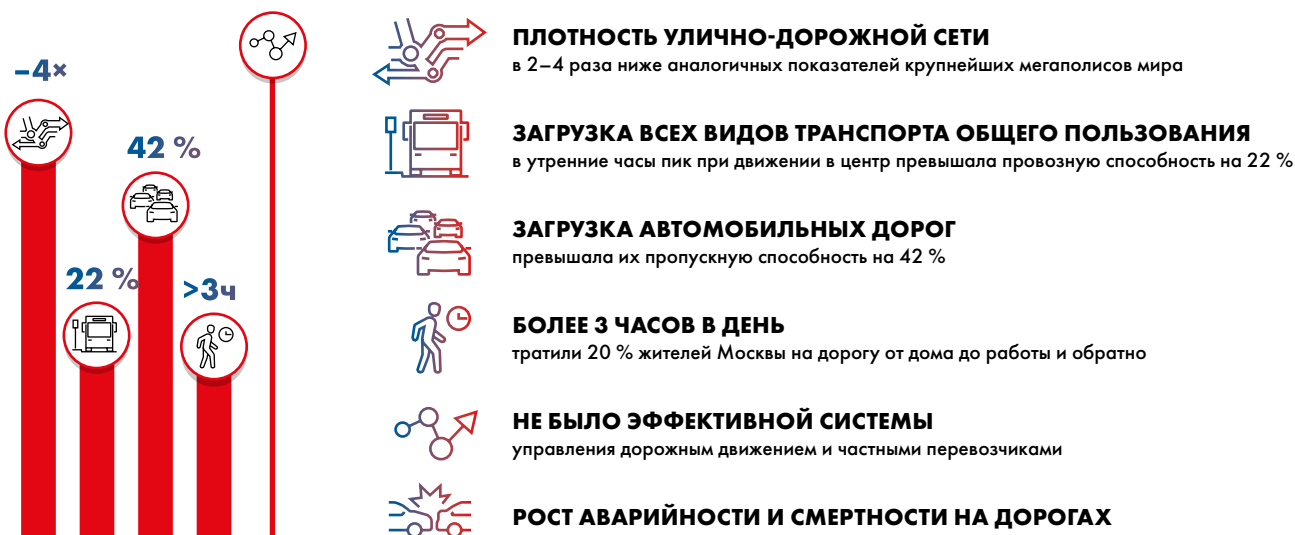 –4×
42 %
22 %
>3ч
ПЛОТНОСТЬ УЛИЧНО-ДОРОЖНОЙ СЕТИ
в 2–4 раза ниже аналогичных показателей крупнейших мегаполисов мира
ЗАГРУЗКА ВСЕХ ВИДОВ ТРАНСПОРТА ОБЩЕГО ПОЛЬЗОВАНИЯ
в утренние часы пик при движении в центр превышала провозную способность на 22 %
ЗАГРУЗКА АВТОМОБИЛЬНЫХ ДОРОГ
превышала их пропускную способность на 42 %
БОЛЕЕ 3 ЧАСОВ В ДЕНЬ
тратили 20 % жителей Москвы на дорогу от дома до работы и обратно
НЕ БЫЛО ЭФФЕКТИВНОЙ СИСТЕМЫ
управления дорожным движением и частными перевозчиками
РОСТ АВАРИЙНОСТИ И СМЕРТНОСТИ НА ДОРОГАХ